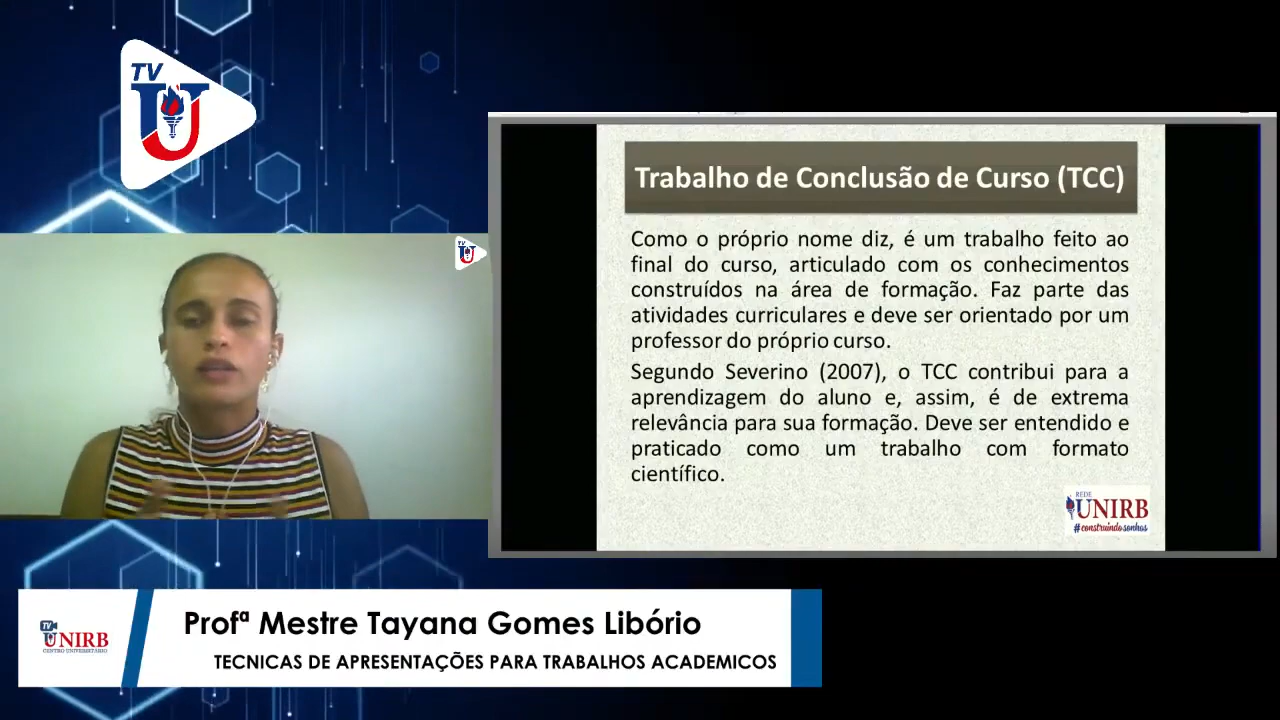 TV
U
TV
U
Trabalho de Conclusão de Curso (TCC)
Como o próprio nome diz, é um trabalho feito ao
final do curso, articulado com os conhecimentos
construídos na área de formação. Faz parte das
atividades curriculares e deve ser orientado por um
professor do próprio curso.
Segundo Severino (2007), o TCC contribui para a
aprendizagem do aluno e, assim, é de extrema
relevância para sua formação. Deve ser entendido e
praticado como um trabalho com formato
científico.
REDE
UNIRB
#construindosonhos
TV
UNIRB
CENTRO UNIVERSITÁRIO
Profª Mestre Tayana Gomes Libório
TECNICAS DE APRESENTAÇÕES PARA TRABALHOS ACADEMICOS